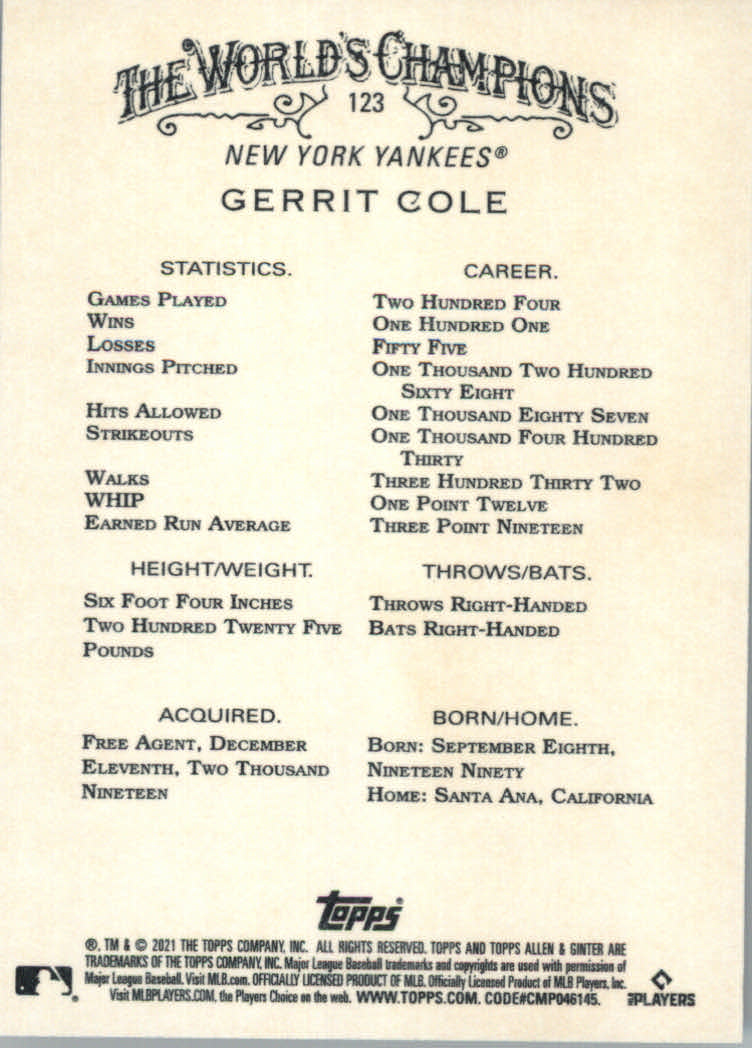 THE WORLD'S CHAMPIONS
123
NEW YORK YANKEES®
GERRIT COLE
STATISTICS. CAREER.
GAMES PLAYED TWO HUNDRED FOUR
WINS ONE HUNDRED ONE
LOSSES FIFTY FIVE
INNINGS PITCHED ONE THOUSAND TWO HUNDRED
SIXTY EIGHT
HITS ALLOWED ONE THOUSAND EIGHTY SEVEN
STRIKEOUTS ONE THOUSAND FOUR HUNDRED
THIRTY
WALKS THREE HUNDRED THIRTY TWO
WHIP ONE POINT TWELVE
EARNED RUN AVERAGE THREE POINT NINETEEN
HEIGHT/WEIGHT. THROWS/BATS.
SIX FOOT FOUR INCHES THROWS RIGHT-HANDED
TWO HUNDRED TWENTY FIVE BATS RIGHT-HANDED
POUNDS
ACQUIRED. BORN/HOME.
FREE AGENT, DECEMBER BORN: SEPTEMBER EIGHTH,
ELEVENTH, TWO THOUSAND NINETEEN NINETY
NINETEEN HOME: SANTA ANA, CALIFORNIA
topps®
®, TM & © 2021 THE TOPPS COMPANY, INC. ALL RIGHTS RESERVED. TOPPS AND TOPPS ALLEN & GINTER ARE
TRADEMARKS OF THE TOPPS COMPANY, INC. Major League Baseball trademarks and copyrights are used with permission of
Major League Baseball. Visit MLB.com. OFFICIALLY LICENSED PRODUCT OF MLB. Officially Licensed Product of MLB Players, Inc.
Visit MLBPLAYERS.COM, the Players Choice on the web. WWW.TOPPS.COM. CODE#CMP046145.
MLBPLAYERS